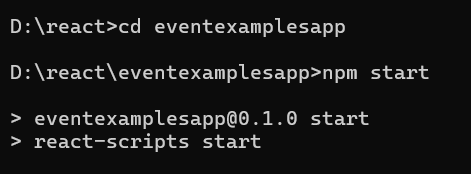 D:\react>cd eventexamplesapp
D:\react\eventexamplesapp>npm start
> eventexamplesapp@0.1.0 start
> react-scripts start